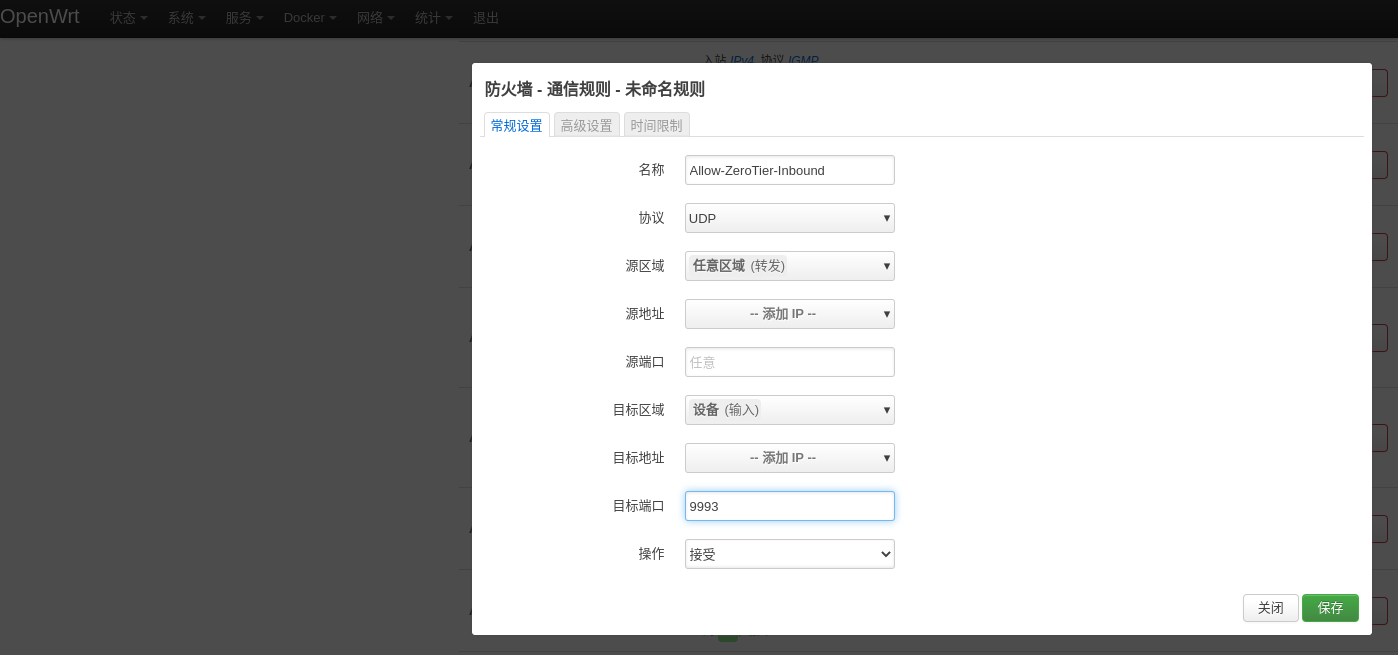 OpenWrt 状态 系统 服务 Docker 网络 统计 退出
入站 IPv4, 协议 IGMP
防火墙 - 通信规则 - 未命名规则
常规设置 高级设置 时间限制
名称 Allow-ZeroTier-Inbound
协议 UDP
源区域 任意区域 (转发)
源地址 -- 添加 IP --
源端口 任意
目标区域 设备 (输入)
目标地址 -- 添加 IP --
目标端口 9993
操作 接受
关闭 保存